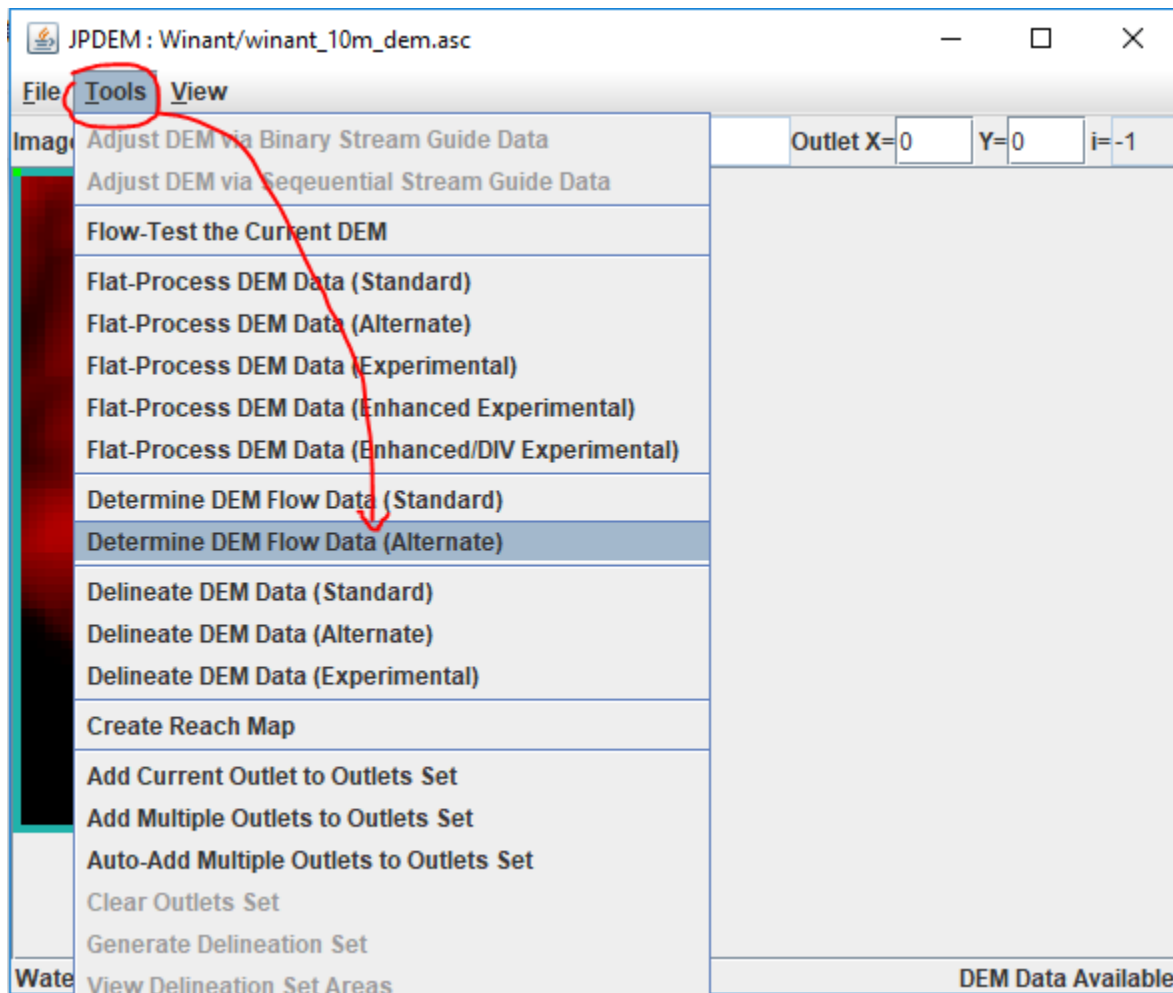 JPDEM : Winant/winant_10m_dem.asc
File Tools View
Imag Outlet X= 0 Y= 0 i= -1
Adjust DEM via Binary Stream Guide Data
Adjust DEM via Seqeuential Stream Guide Data
Flow-Test the Current DEM
Flat-Process DEM Data (Standard)
Flat-Process DEM Data (Alternate)
Flat-Process DEM Data (Experimental)
Flat-Process DEM Data (Enhanced Experimental)
Flat-Process DEM Data (Enhanced/DIV Experimental)
Determine DEM Flow Data (Standard)
Determine DEM Flow Data (Alternate)
Delineate DEM Data (Standard)
Delineate DEM Data (Alternate)
Delineate DEM Data (Experimental)
Create Reach Map
Add Current Outlet to Outlets Set
Add Multiple Outlets to Outlets Set
Auto-Add Multiple Outlets to Outlets Set
Clear Outlets Set
Generate Delineation Set
View Delineation Set Areas
Wate DEM Data Available